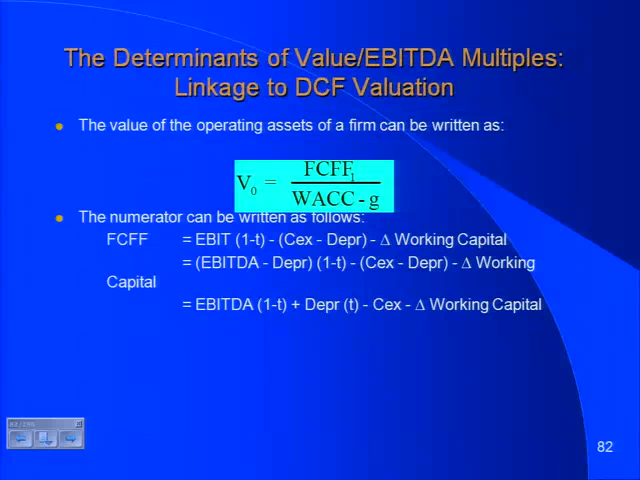 The Determinants of Value/EBITDA Multiples:
Linkage to DCF Valuation
The value of the operating assets of a firm can be written as:
V0 = FCFF1 / WACC - g
The numerator can be written as follows:
FCFF = EBIT (1-t) - (Cex - Depr) - Δ Working Capital
= (EBITDA - Depr) (1-t) - (Cex - Depr) - Δ Working
Capital
= EBITDA (1-t) + Depr (t) - Cex - Δ Working Capital
82